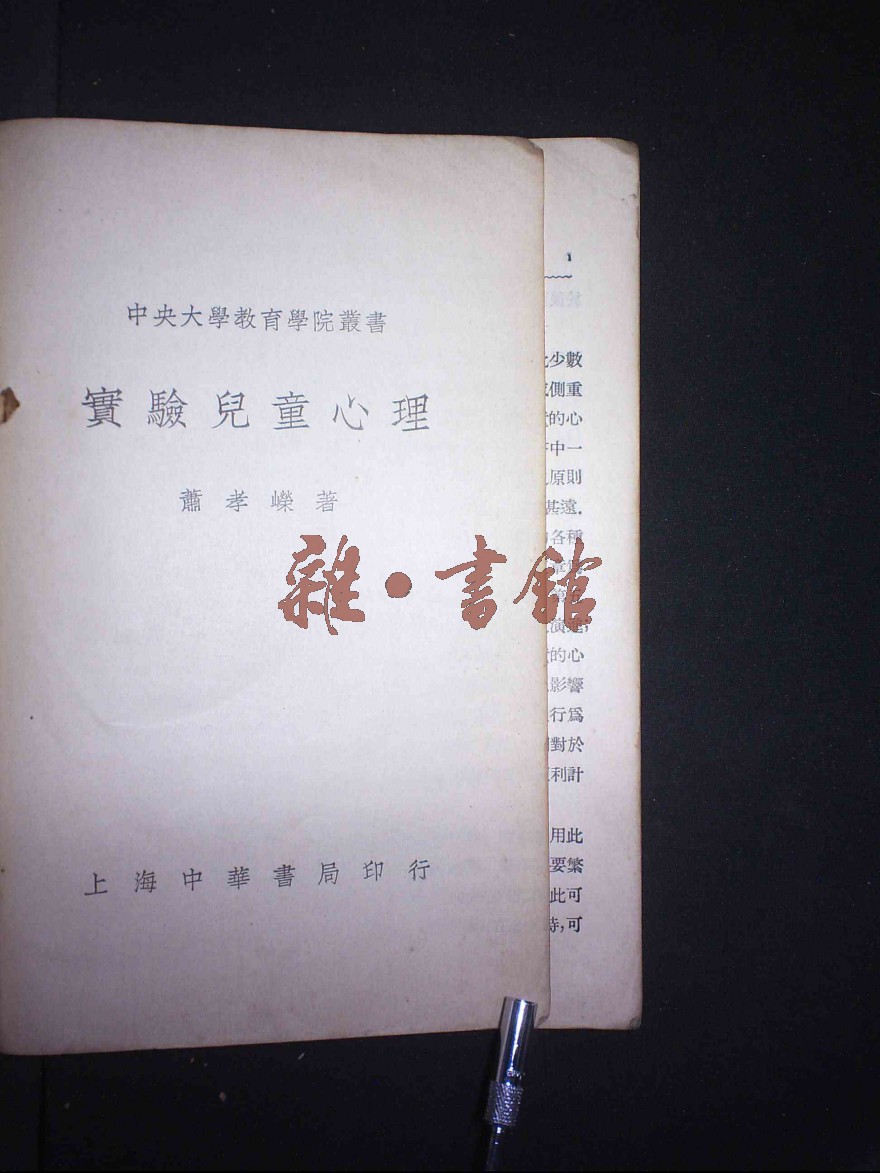 中央大學教育學院叢書
實驗兒童心理
蕭孝嶸著
雜·書館
上海中華書局印行
1
少數
側重
的心
中一
原則
甚遠.
各種
演進;
的心
影響
行爲
對於
利計
用此
要繁
此可
待,可